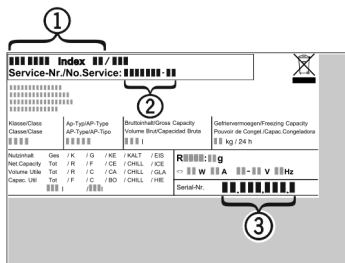 1
Index /
Service-Nr./No.Service: -
2
Klasse/Class
Classe/Clase
Ap-Typ/AP-Type
AP-Type/AP-Tipo
Bruttoinhalt/Gross Capacity
Volume Brut/Capecidad Bruta
l
Gefriervermoegen/Freezing Capacity
Pouvoir de Congel./Capac.Congeladora
kg / 24 h
Nutzinhalt Ges / K / G / KE / KALT / EIS
Net.Capacity Tot / R / F / CE / CHILL / ICE
Volume Utile Tot / R / C / CA / CHILL / GLA
Capac. Util Tot / F / C / BO / CHILL / HIE
l / l
R : g
W A - V Hz
Serial-Nr. . . .
3